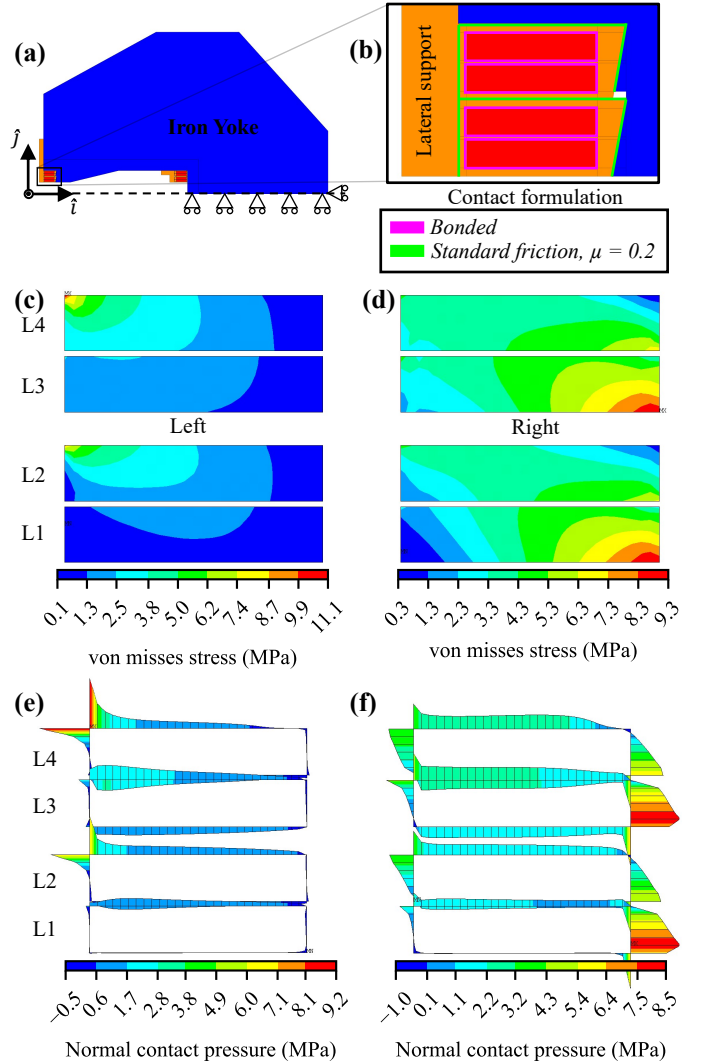 (a)
(b)
Iron Yoke
Lateral support
ĵ
î
Contact formulation
Bonded
Standard friction, μ = 0.2
(c)
(d)
L4
L3
Left
Right
L2
L1
0.1 1.3 2.5 3.8 5.0 6.2 7.4 8.7 9.9 11.1
0.3 1.3 2.3 3.3 4.3 5.3 6.3 7.3 8.3 9.3
von misses stress (MPa)
von misses stress (MPa)
(e)
(f)
L4
L3
L2
L1
−0.5 0.6 1.7 2.8 3.9 4.9 6.0 7.1 8.1 9.2
−1.0 0.1 1.1 2.2 3.2 4.3 5.4 6.4 7.5 8.5
Normal contact pressure (MPa)
Normal contact pressure (MPa)